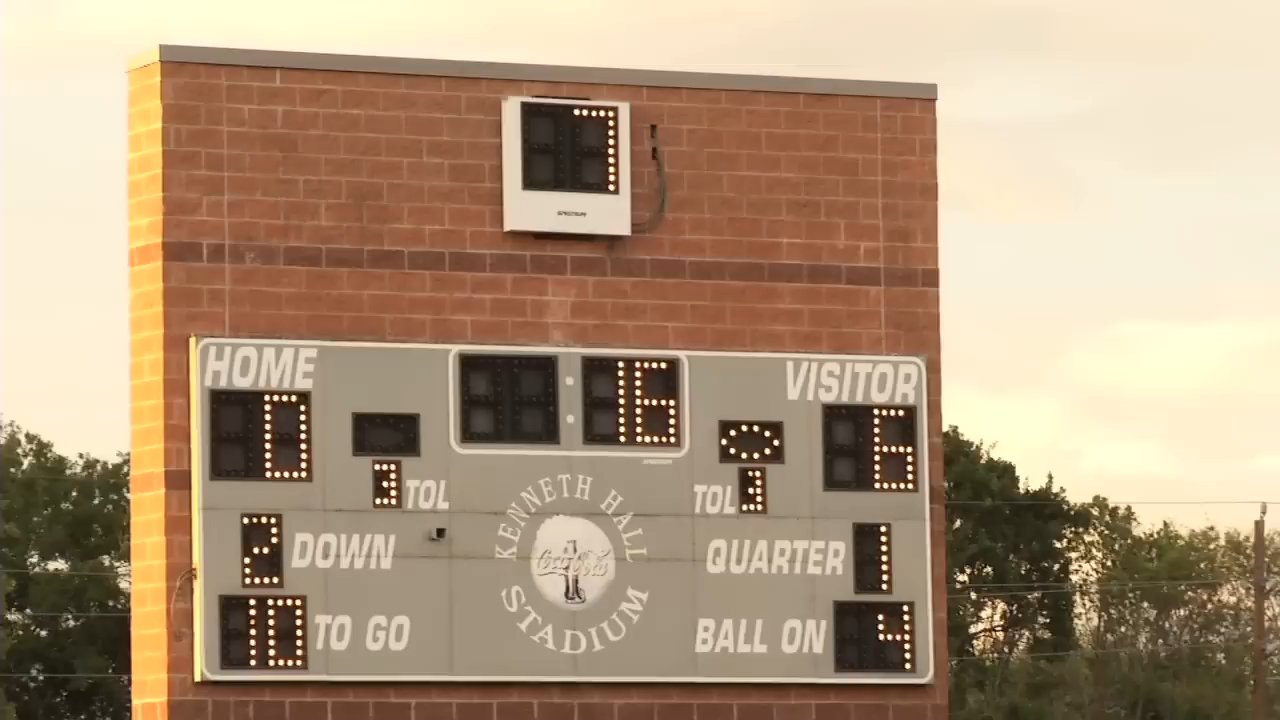 7
HOME
:16
VISITOR
0
6
3 TOL
TOL 3
KENNETH HALL
STADIUM
Coca-Cola
2 DOWN
QUARTER 1
10 TO GO
BALL ON 4